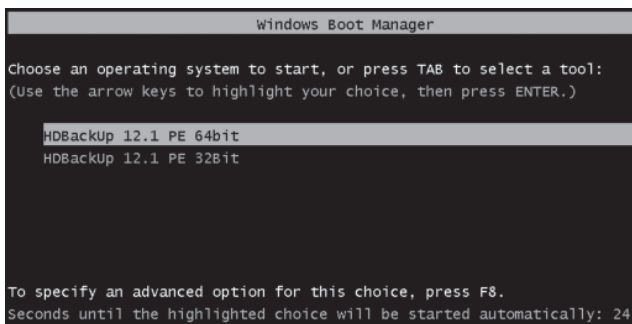 Windows Boot Manager
Choose an operating system to start, or press TAB to select a tool:
(Use the arrow keys to highlight your choice, then press ENTER.)
HDBackUp 12.1 PE 64bit
HDBackUp 12.1 PE 32Bit
To specify an advanced option for this choice, press F8.
Seconds until the highlighted choice will be started automatically: 24